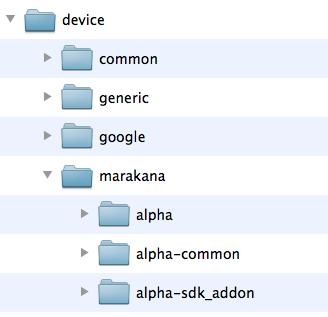 device
common
generic
google
marakana
alpha
alpha-common
alpha-sdk_addon